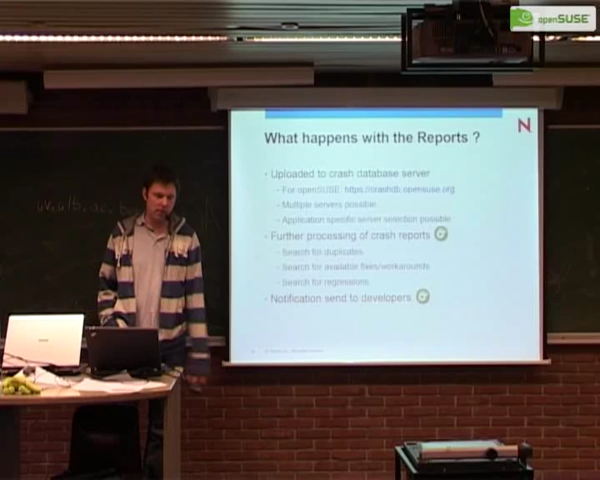 openSUSE
N
What happens with the Reports ?
- Uploaded to crash database server
- For openSUSE: https://crashdb.opensuse.org
- Multiple servers possible
- Application specific server selection possible
- Further processing of crash reports
- Search for duplicates
- Search for available fixes/workarounds
- Search for regressions
- Notification send to developers